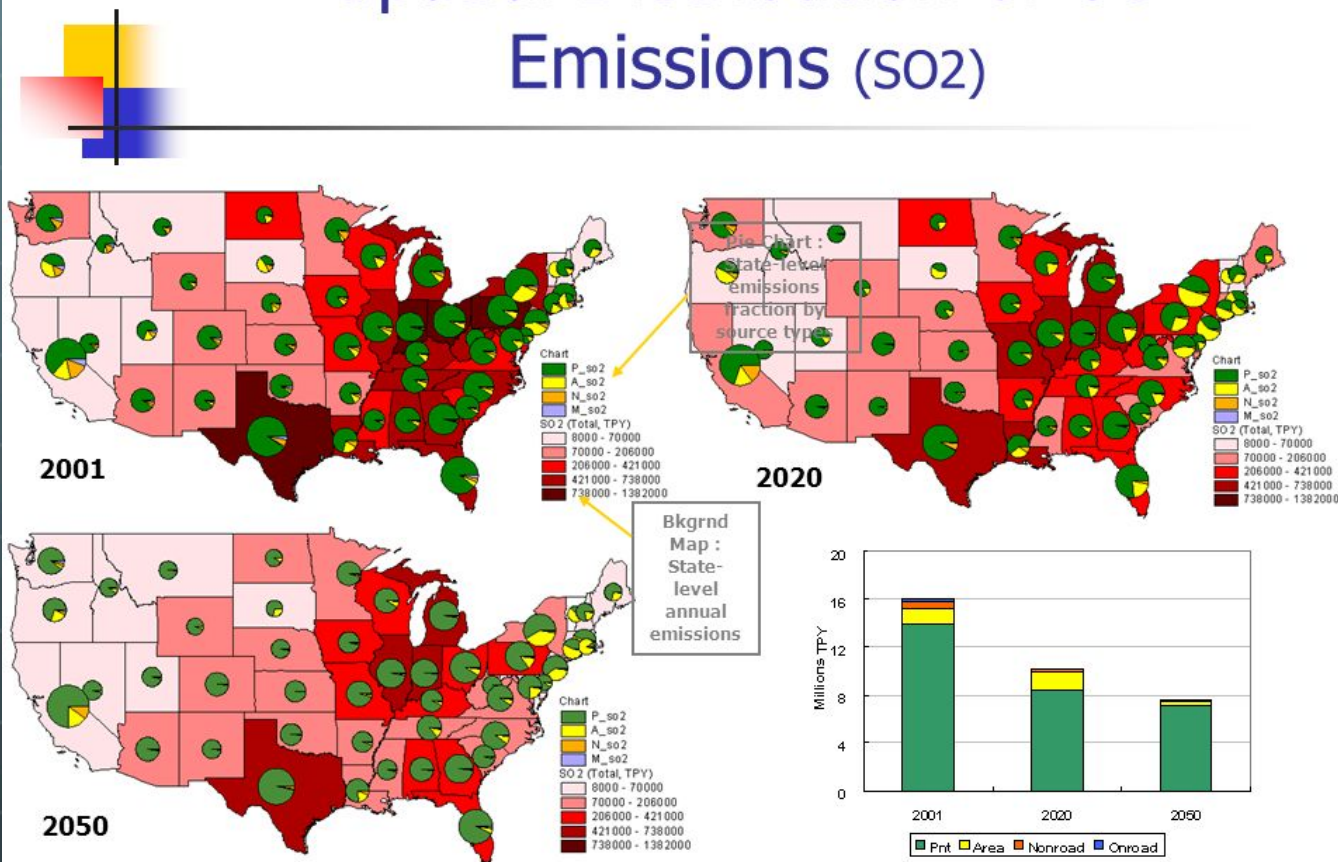 Emissions (SO2)
Pie Chart :
State-level
emissions
fraction by
source types
Chart
P_so2
A_so2
N_so2
M_so2
SO2 (Total, TPY)
8000 - 70000
70000 - 206000
206000 - 421000
421000 - 738000
738000 - 1382000
2001
Chart
P_so2
A_so2
N_so2
M_so2
SO2 (Total, TPY)
8000 - 70000
70000 - 206000
206000 - 421000
421000 - 738000
738000 - 1382000
2020
Bkgrnd
Map :
State-
level
annual
emissions
Chart
P_so2
A_so2
N_so2
M_so2
SO2 (Total, TPY)
8000 - 70000
70000 - 206000
206000 - 421000
421000 - 738000
738000 - 1382000
2050
20
16
12
8
4
0
Millions TPY
2001 2020 2050
Pnt Area Nonroad Onroad